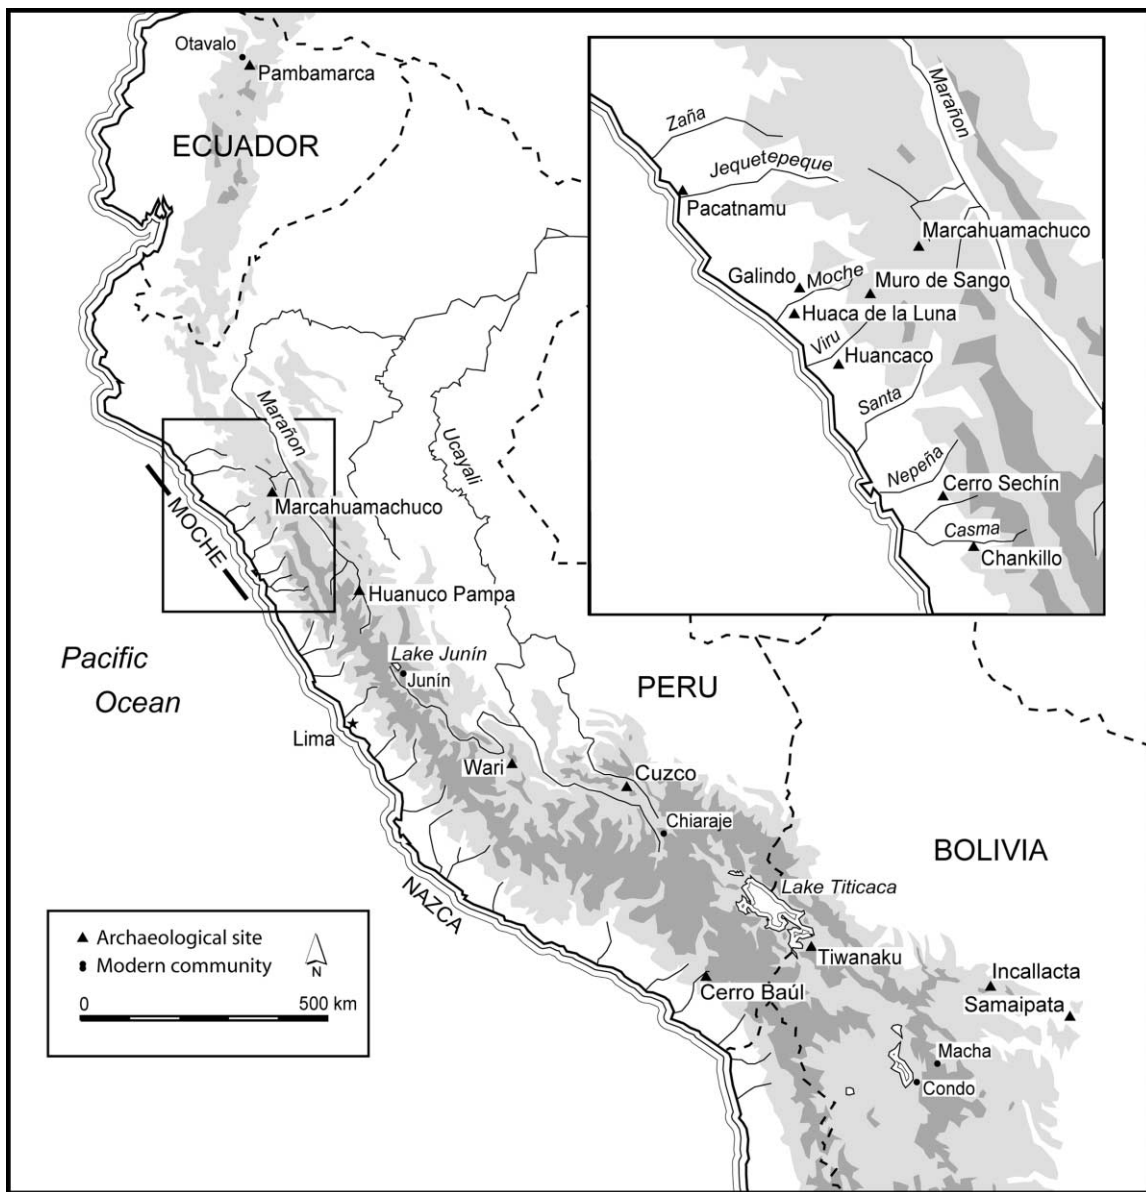 Otavalo
Pambamarca
ECUADOR
Marañon
Ucayali
Marcahuamachuco
MOCHE
Huanuco Pampa
Pacific
Ocean
Lake Junín
Junín
PERU
Lima
Wari
Cuzco
Chiaraje
BOLIVIA
NAZCA
Lake Titicaca
Tiwanaku
Cerro Baúl
Incallacta
Samaipata
Macha
Condo
Archaeological site
Modern community
N
0 500 km
Marañon
Zaña
Jequetepeque
Pacatnamu
Marcahuamachuco
Galindo
Moche
Muro de Sango
Huaca de la Luna
Viru
Huancaco
Santa
Nepeña
Cerro Sechín
Casma
Chankillo